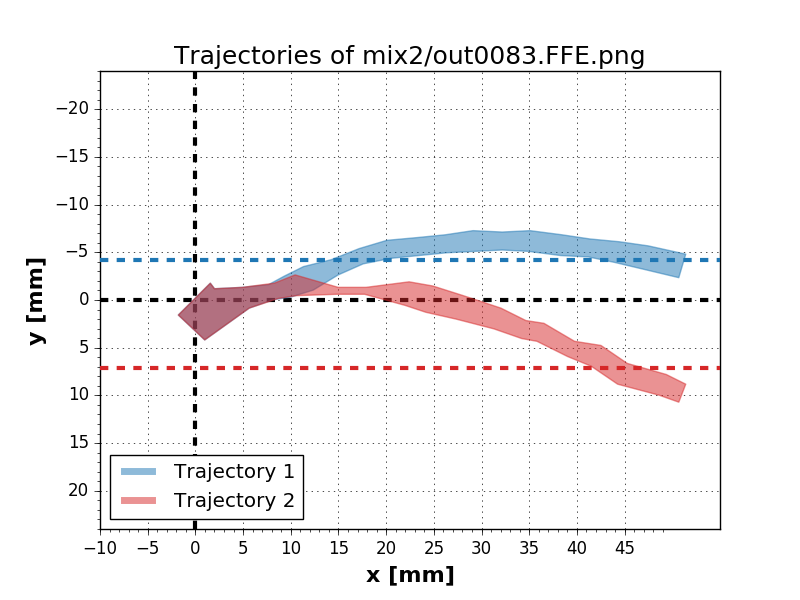 Trajectories of mix2/out0083.FFE.png
−20
−15
−10
−5
0
5
10
15
20
y [mm]
Trajectory 1
Trajectory 2
−10 −5 0 5 10 15 20 25 30 35 40 45
x [mm]